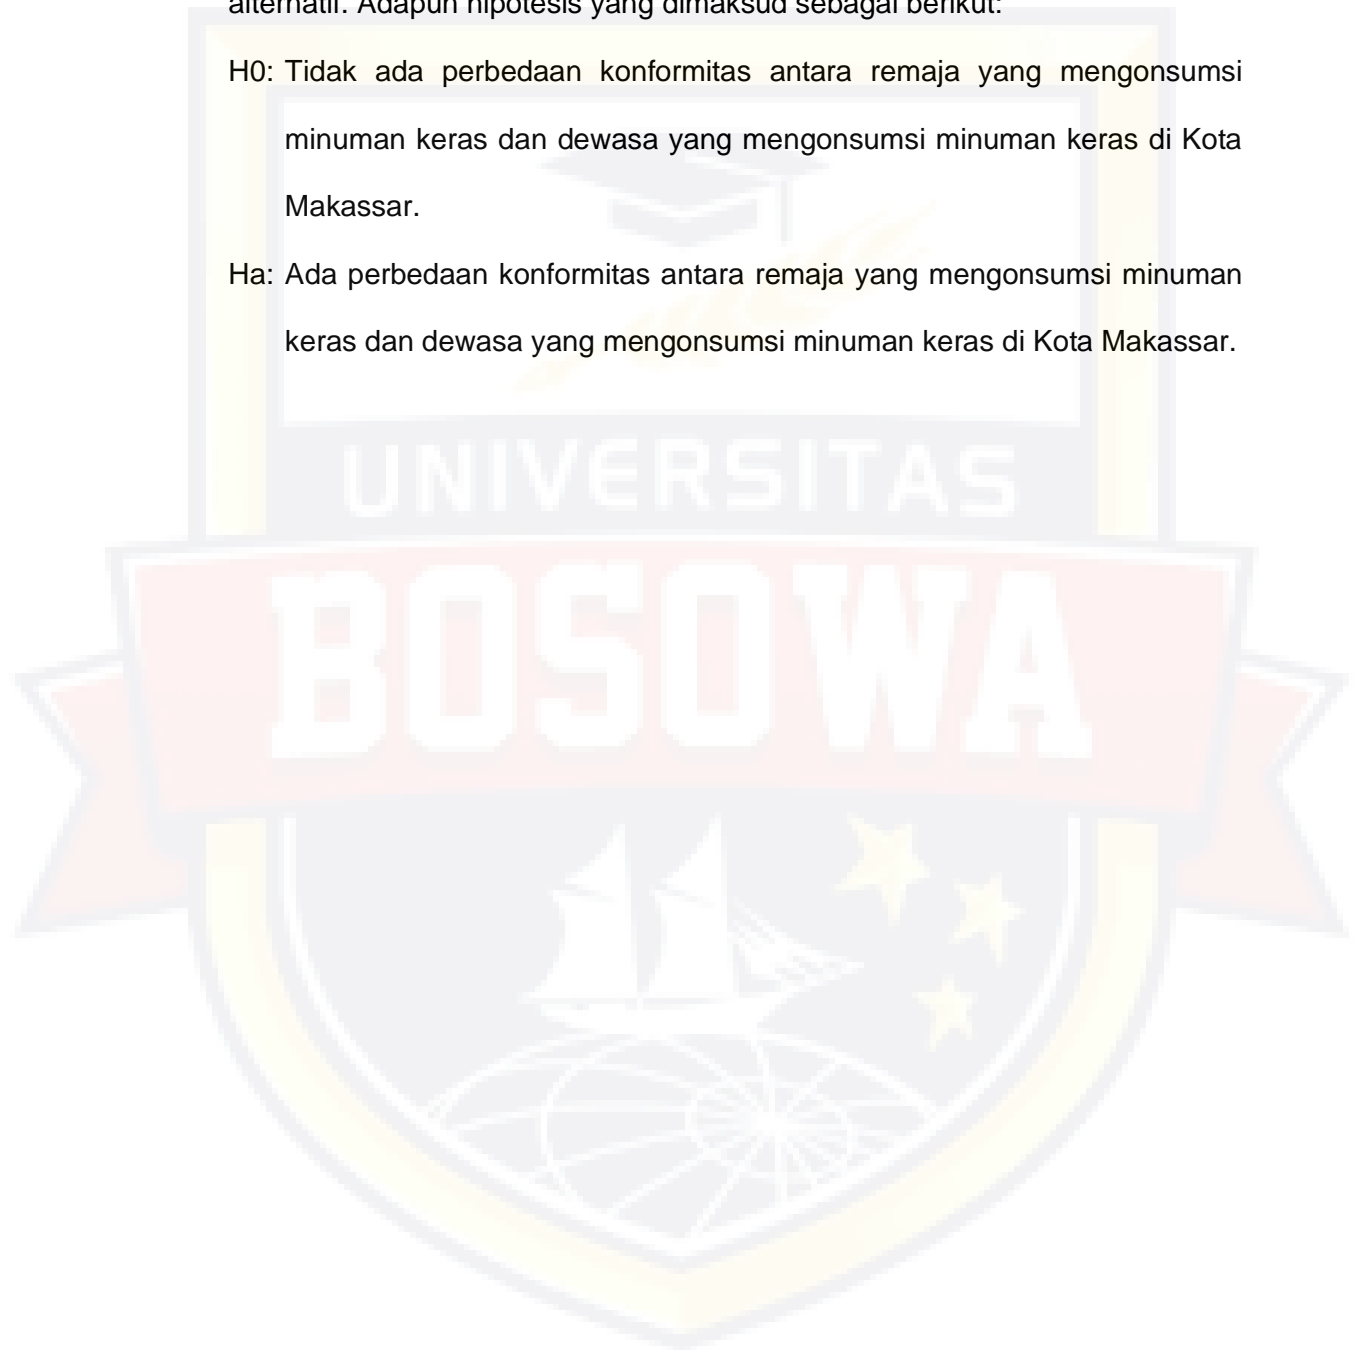 alternatif. Adapun hipotesis yang dimaksud sebagai berikut:
H0: Tidak ada perbedaan konformitas antara remaja yang mengonsumsi
minuman keras dan dewasa yang mengonsumsi minuman keras di Kota
Makassar.
Ha: Ada perbedaan konformitas antara remaja yang mengonsumsi minuman
keras dan dewasa yang mengonsumsi minuman keras di Kota Makassar.
UNIVERSITAS
BOSOWA